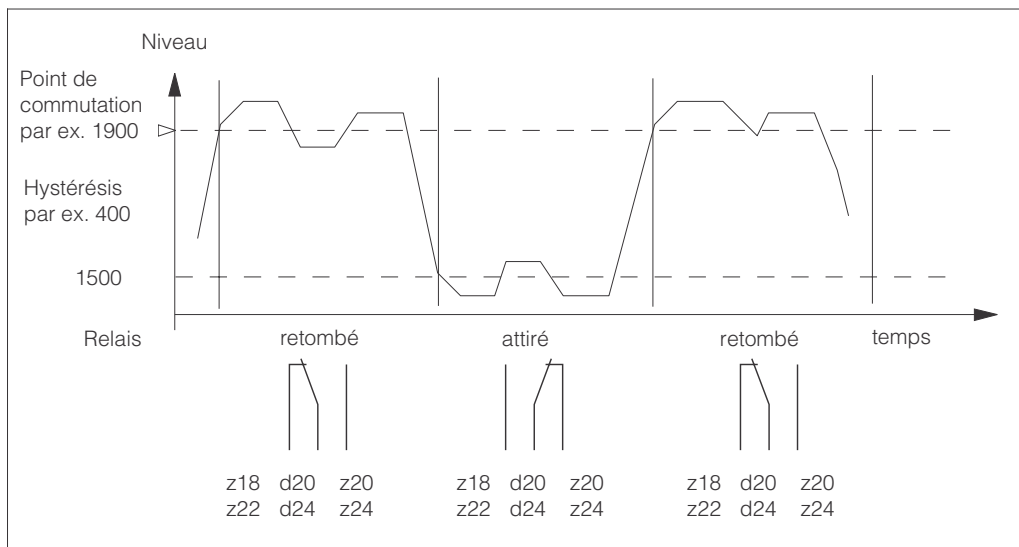 Niveau
Point de
commutation
par ex. 1900
Hystérésis
par ex. 400
1500
Relais retombé attiré retombé temps
z18 d20 z20 z18 d20 z20 z18 d20 z20
z22 d24 z24 z22 d24 z24 z22 d24 z24